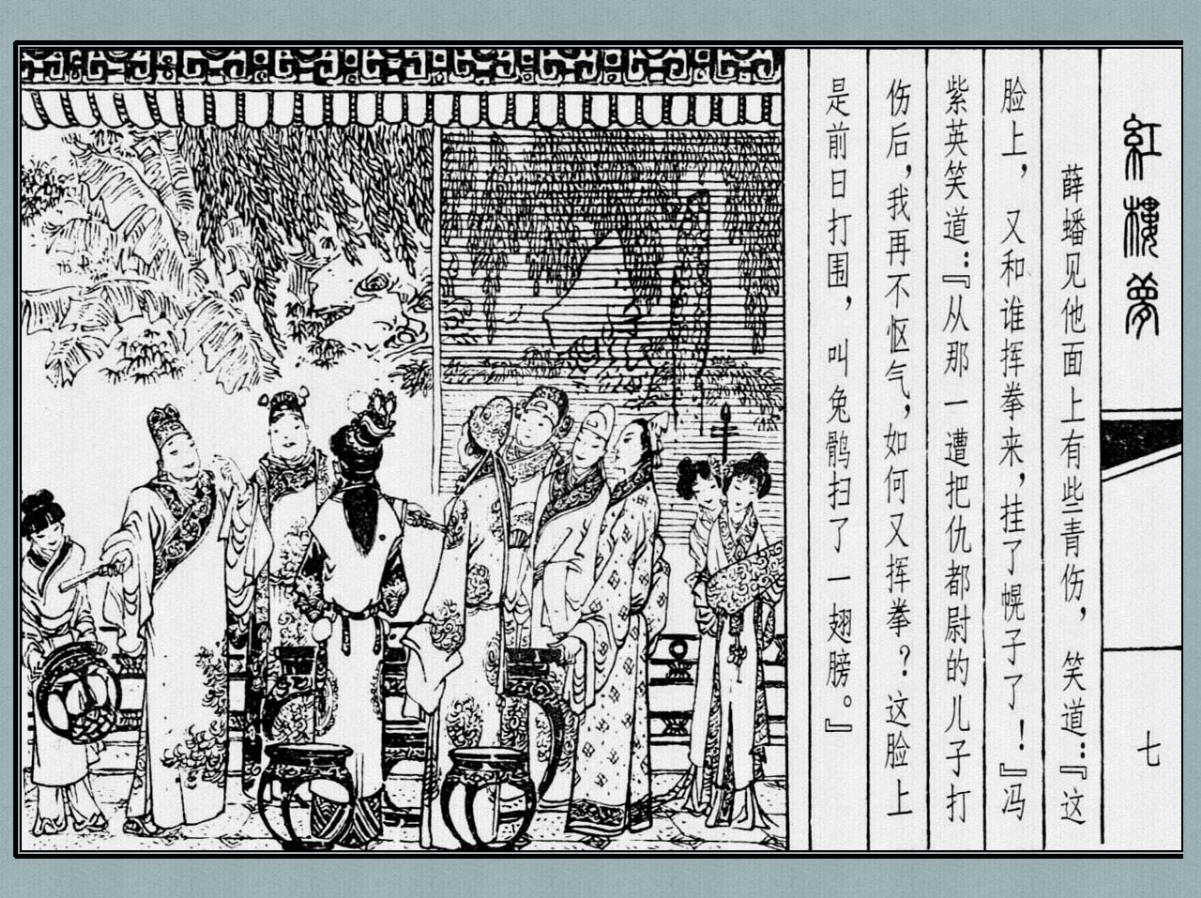 红楼梦
七
薛蟠见他面上有些青伤，笑道：『这
脸上，又和谁挥拳来，挂了幌子了！』冯
紫英笑道：『从那一遭把仇都尉的儿子打
伤后，我再不怄气，如何又挥拳？这脸上
是前日打围，叫兔鹘扫了一翅膀。』